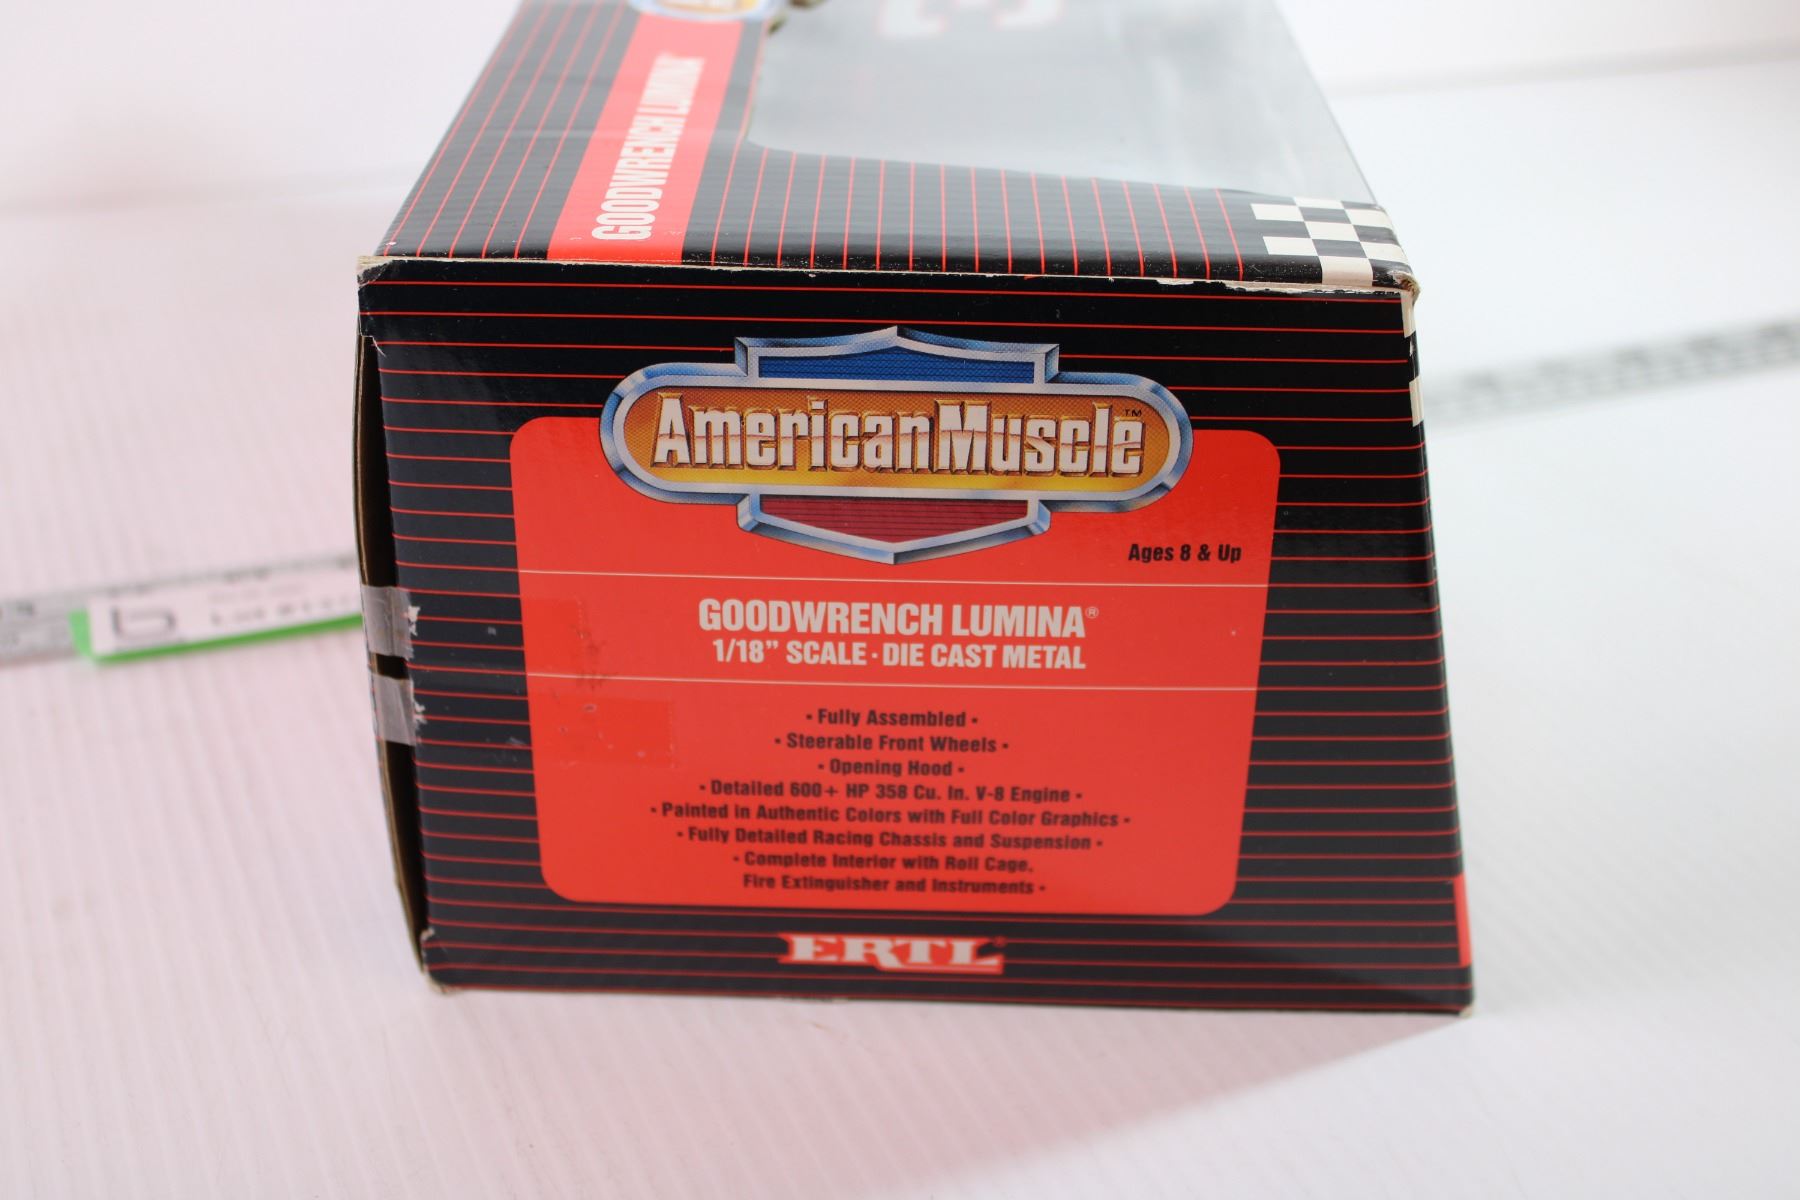 GOODWRENCH LUMINA®
3
AmericanMuscle™
Ages 8 & Up
GOODWRENCH LUMINA®
1/18” SCALE · DIE CAST METAL
• Fully Assembled •
• Steerable Front Wheels •
• Opening Hood •
• Detailed 600+ HP 358 Cu. In. V-8 Engine •
• Painted in Authentic Colors with Full Color Graphics •
• Fully Detailed Racing Chassis and Suspension •
• Complete Interior with Roll Cage,
Fire Extinguisher and Instruments •
ERTL®